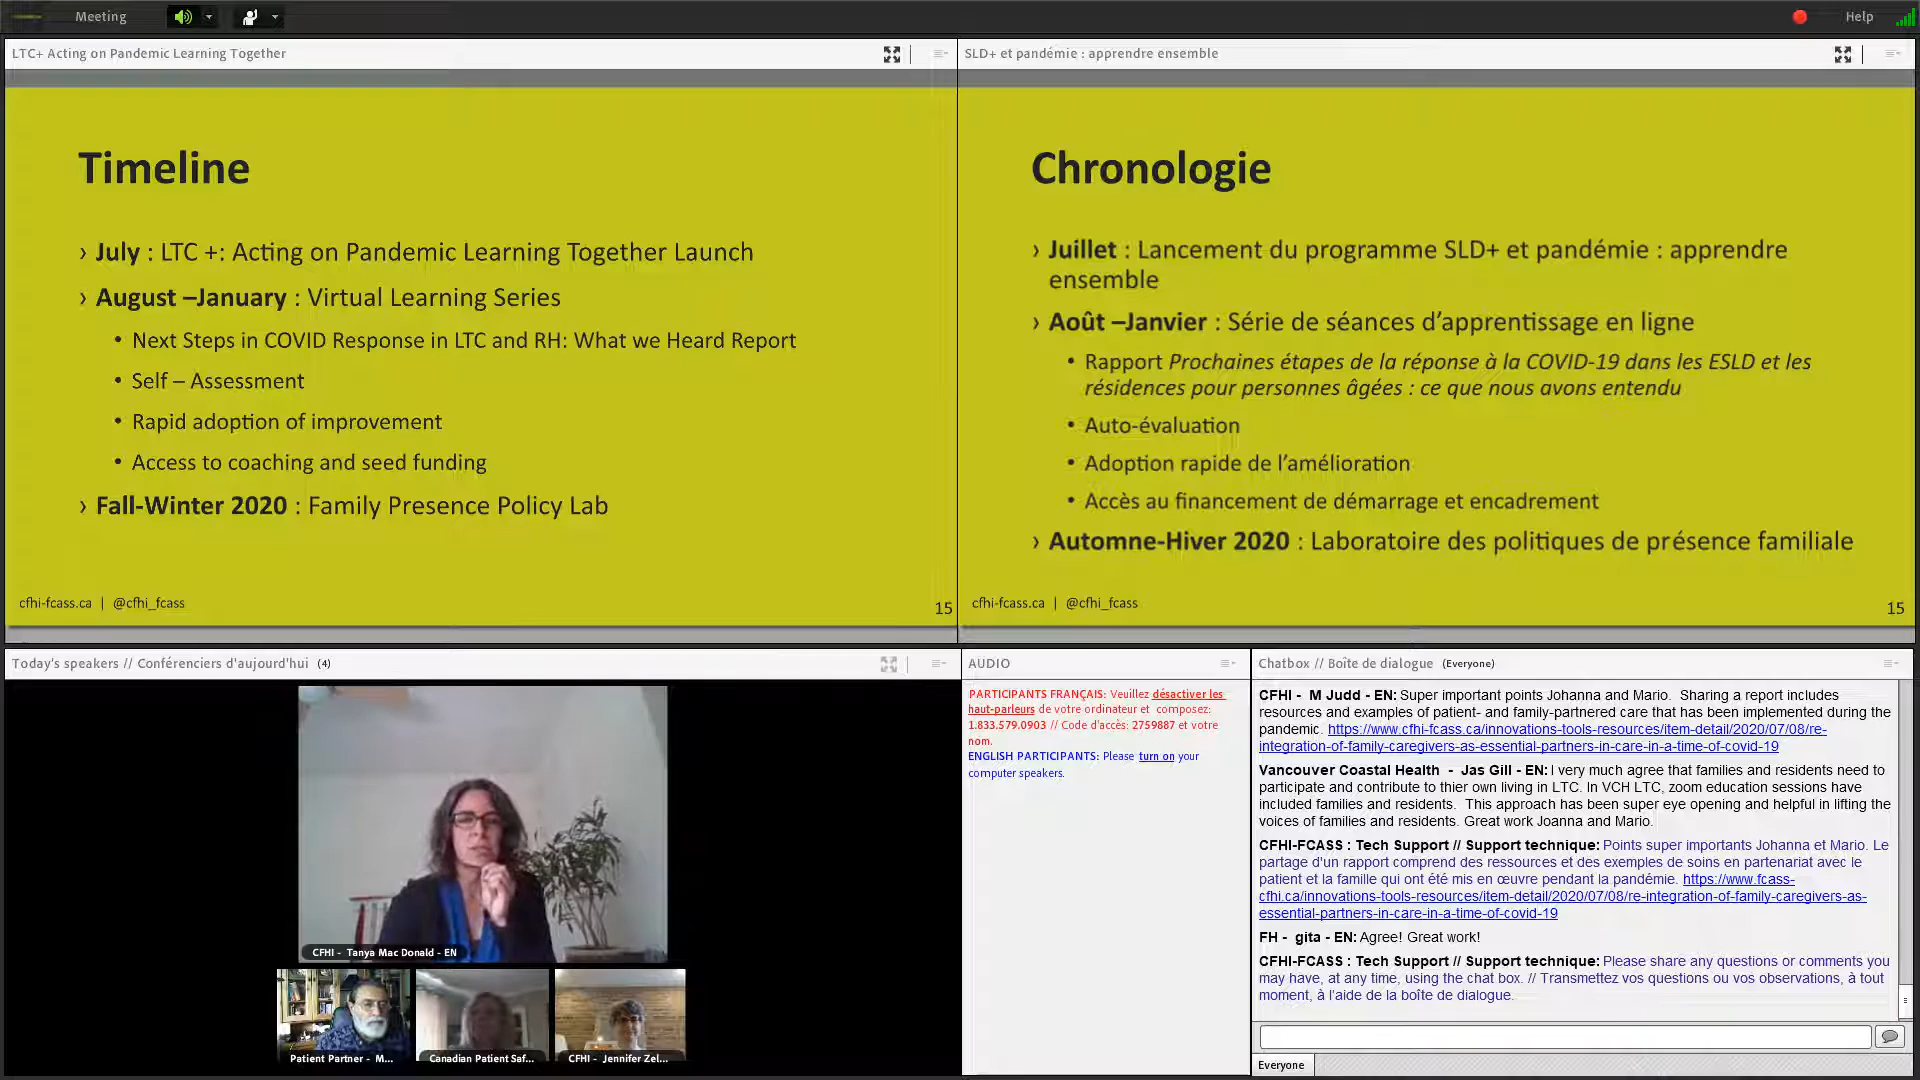 Meeting
Help
LTC+ Acting on Pandemic Learning Together
SLD+ et pandémie : apprendre ensemble
Timeline
› July : LTC +: Acting on Pandemic Learning Together Launch
› August –January : Virtual Learning Series
• Next Steps in COVID Response in LTC and RH: What we Heard Report
• Self – Assessment
• Rapid adoption of improvement
• Access to coaching and seed funding
› Fall-Winter 2020 : Family Presence Policy Lab
cfhi-fcass.ca | @cfhi_fcass
15
Chronologie
› Juillet : Lancement du programme SLD+ et pandémie : apprendre
ensemble
› Août –Janvier : Série de séances d’apprentissage en ligne
• Rapport Prochaines étapes de la réponse à la COVID-19 dans les ESLD et les
résidences pour personnes âgées : ce que nous avons entendu
• Auto-évaluation
• Adoption rapide de l’amélioration
• Accès au financement de démarrage et encadrement
› Automne-Hiver 2020 : Laboratoire des politiques de présence familiale
cfhi-fcass.ca | @cfhi_fcass
15
Today's speakers // Conférenciers d'aujourd'hui (4)
CFHI - Tanya Mac Donald - EN
Patient Partner - M...
Canadian Patient Saf...
CFHI - Jennifer Zel...
AUDIO
PARTICIPANTS FRANÇAIS: Veuillez désactiver les
haut-parleurs de votre ordinateur et composez:
1.833.579.0903 // Code d'accès: 2759887 et votre
nom.
ENGLISH PARTICIPANTS: Please turn on your
computer speakers.
Chatbox // Boîte de dialogue (Everyone)
CFHI - M Judd - EN: Super important points Johanna and Mario. Sharing a report includes
resources and examples of patient- and family-partnered care that has been implemented during the
pandemic. https://www.cfhi-fcass.ca/innovations-tools-resources/item-detail/2020/07/08/re-
integration-of-family-caregivers-as-essential-partners-in-care-in-a-time-of-covid-19
Vancouver Coastal Health - Jas Gill - EN: I very much agree that families and residents need to
participate and contribute to thier own living in LTC. In VCH LTC, zoom education sessions have
included families and residents. This approach has been super eye opening and helpful in lifting the
voices of families and residents. Great work Joanna and Mario.
CFHI-FCASS : Tech Support // Support technique: Points super importants Johanna et Mario. Le
partage d'un rapport comprend des ressources et des exemples de soins en partenariat avec le
patient et la famille qui ont été mis en œuvre pendant la pandémie. https://www.fcass-
cfhi.ca/innovations-tools-resources/item-detail/2020/07/08/re-integration-of-family-caregivers-as-
essential-partners-in-care-in-a-time-of-covid-19
FH - gita - EN: Agree! Great work!
CFHI-FCASS : Tech Support // Support technique: Please share any questions or comments you
may have, at any time, using the chat box. // Transmettez vos questions ou vos observations, à tout
moment, à l'aide de la boîte de dialogue.
Everyone